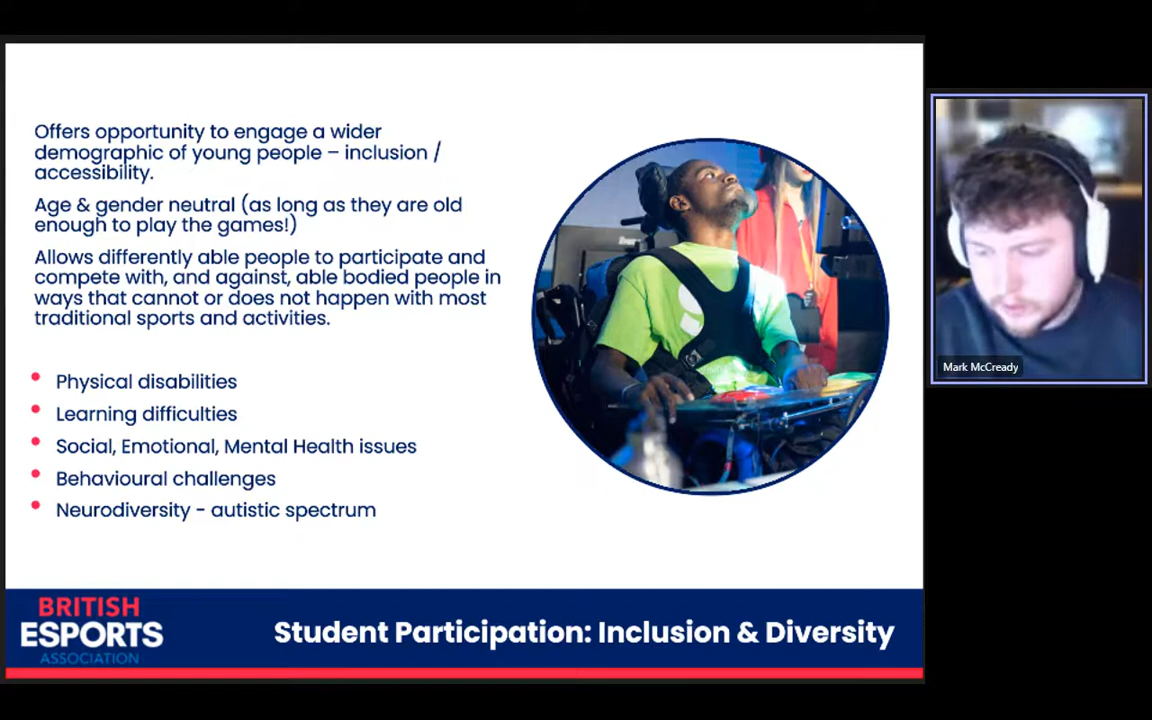 Offers opportunity to engage a wider
demographic of young people – inclusion /
accessibility.
Age & gender neutral (as long as they are old
enough to play the games!)
Allows differently able people to participate and
compete with, and against, able bodied people in
ways that cannot or does not happen with most
traditional sports and activities.
Physical disabilities
Learning difficulties
Social, Emotional, Mental Health issues
Behavioural challenges
Neurodiversity - autistic spectrum
Mark McCready
BRITISH
ESPORTS
ASSOCIATION
Student Participation: Inclusion & Diversity